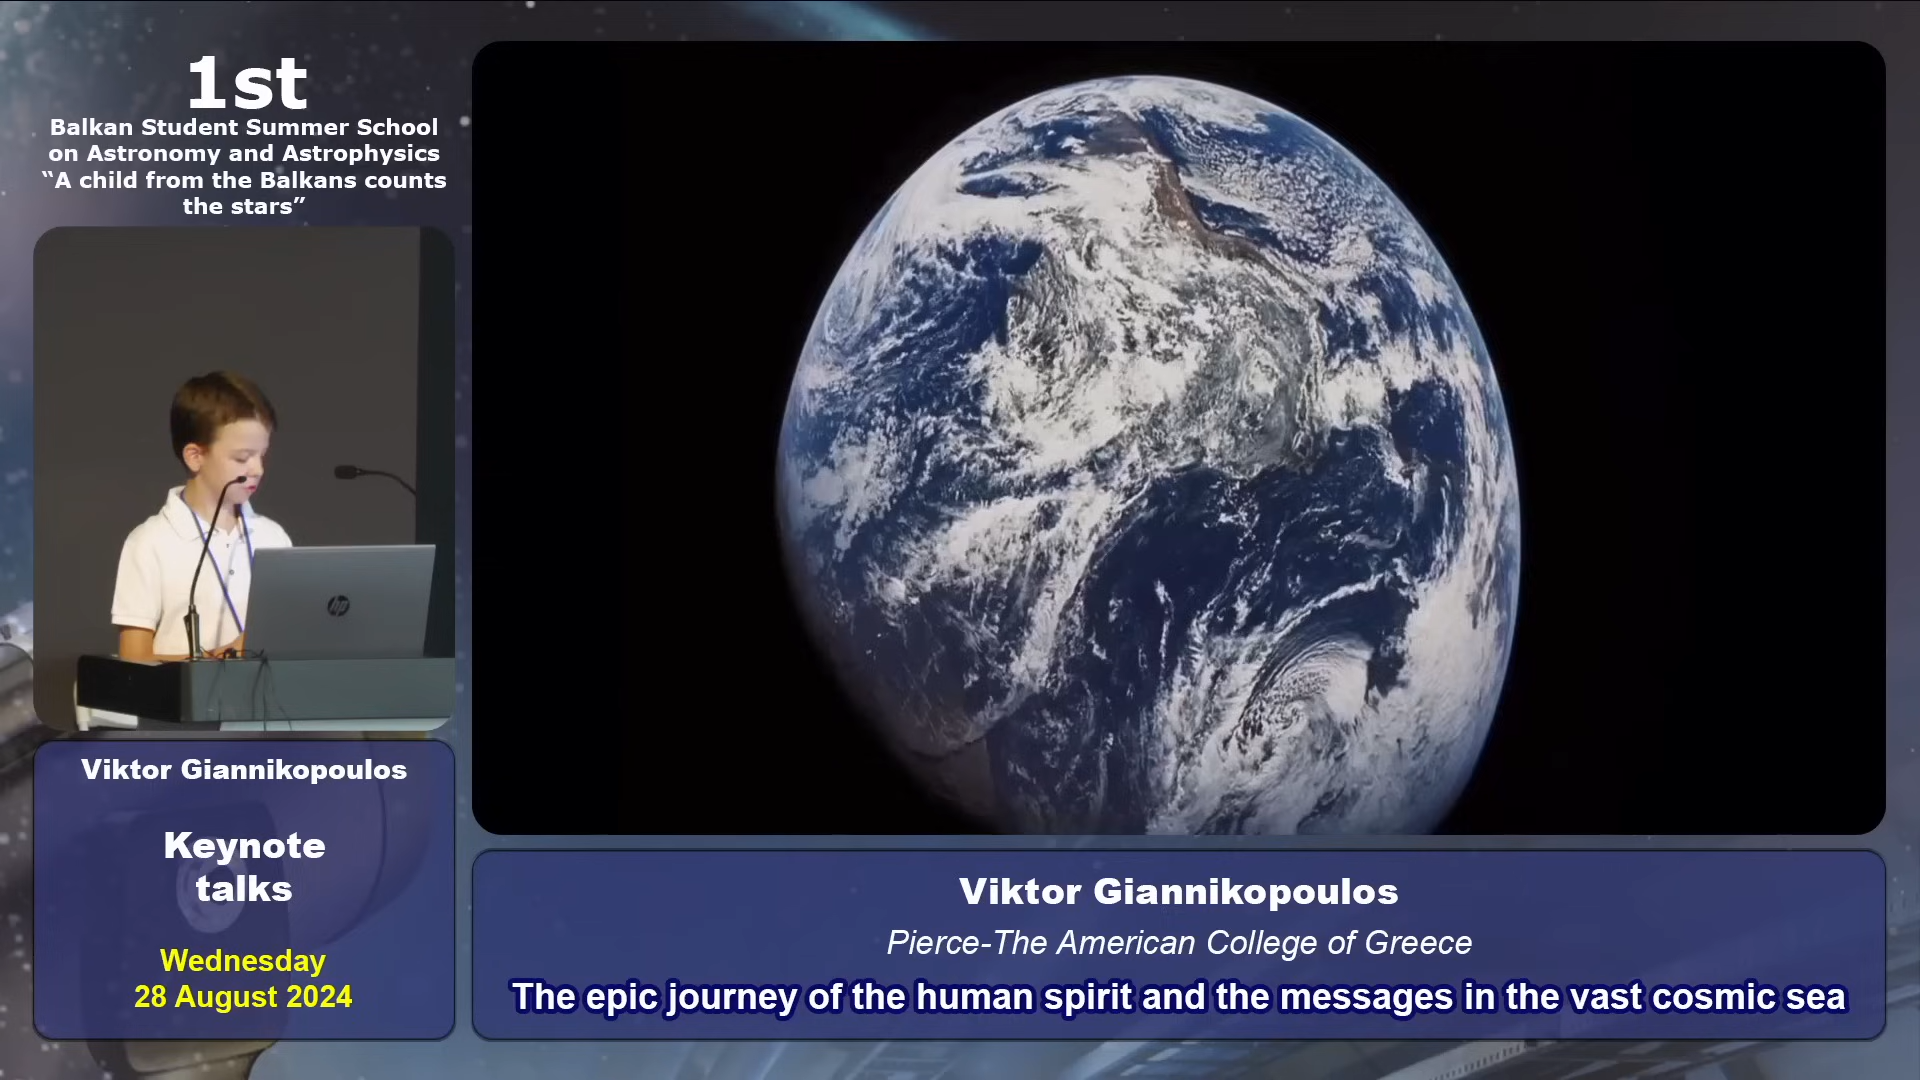 1st
Balkan Student Summer School
on Astronomy and Astrophysics
“A child from the Balkans counts
the stars”
hp
Viktor Giannikopoulos
Keynote
talks
Wednesday
28 August 2024
Viktor Giannikopoulos
Pierce-The American College of Greece
The epic journey of the human spirit and the messages in the vast cosmic sea